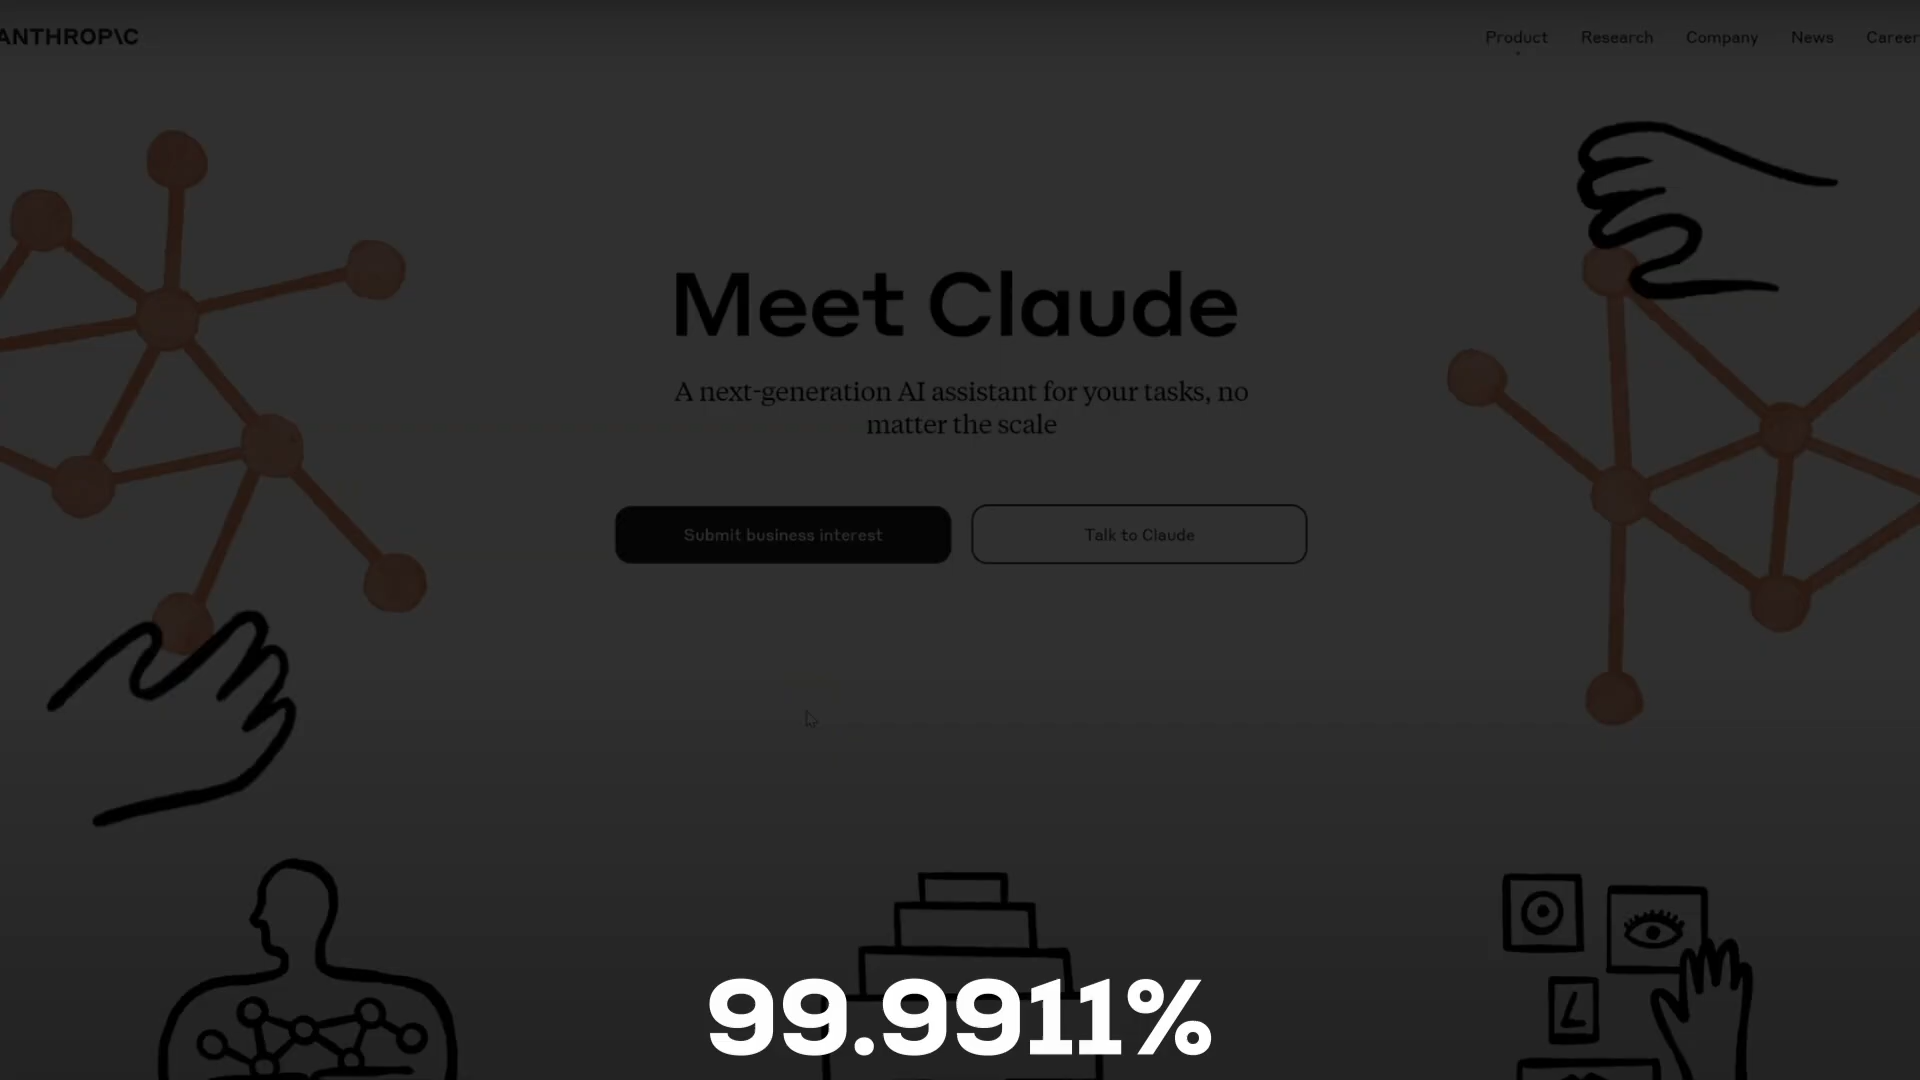 ANTHROP\C
Product Research Company News Career
Meet Claude
A next-generation AI assistant for your tasks, no
matter the scale
Submit business interest Talk to Claude
99.9911%